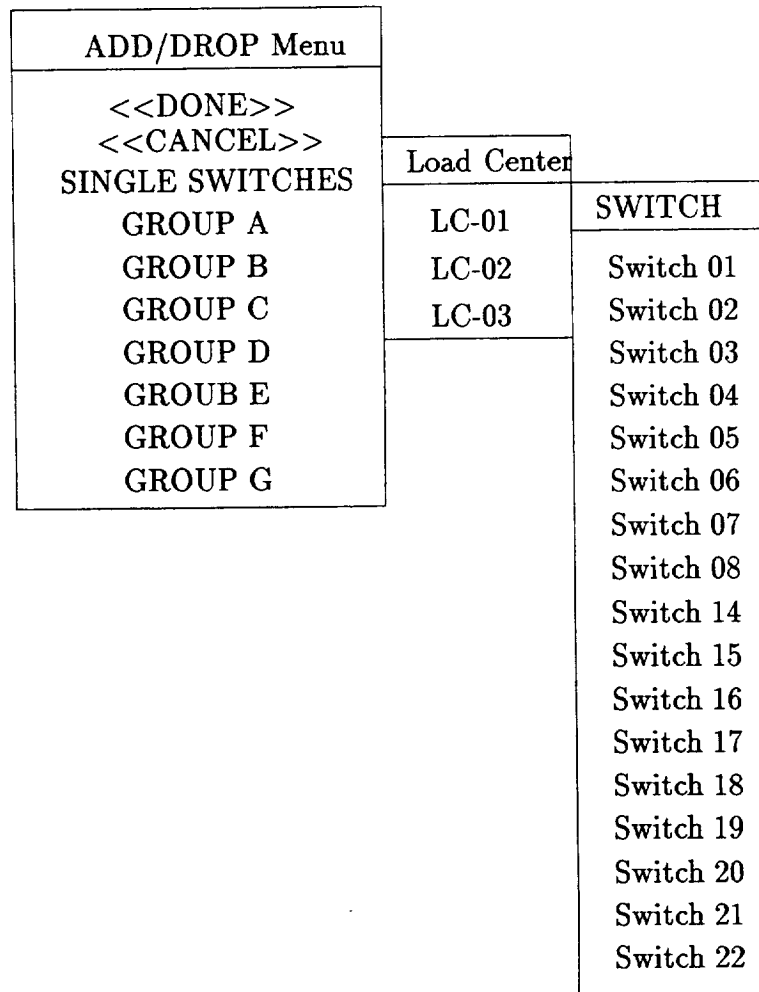 ADD/DROP Menu
<<DONE>>
<<CANCEL>>
SINGLE SWITCHES
GROUP A
GROUP B
GROUP C
GROUP D
GROUB E
GROUP F
GROUP G
Load Center
LC-01
LC-02
LC-03
SWITCH
Switch 01
Switch 02
Switch 03
Switch 04
Switch 05
Switch 06
Switch 07
Switch 08
Switch 14
Switch 15
Switch 16
Switch 17
Switch 18
Switch 19
Switch 20
Switch 21
Switch 22